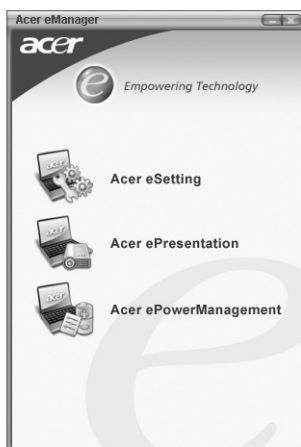 Acer eManager
acer
e Empowering Technology
Acer eSetting
Acer ePresentation
Acer ePowerManagement